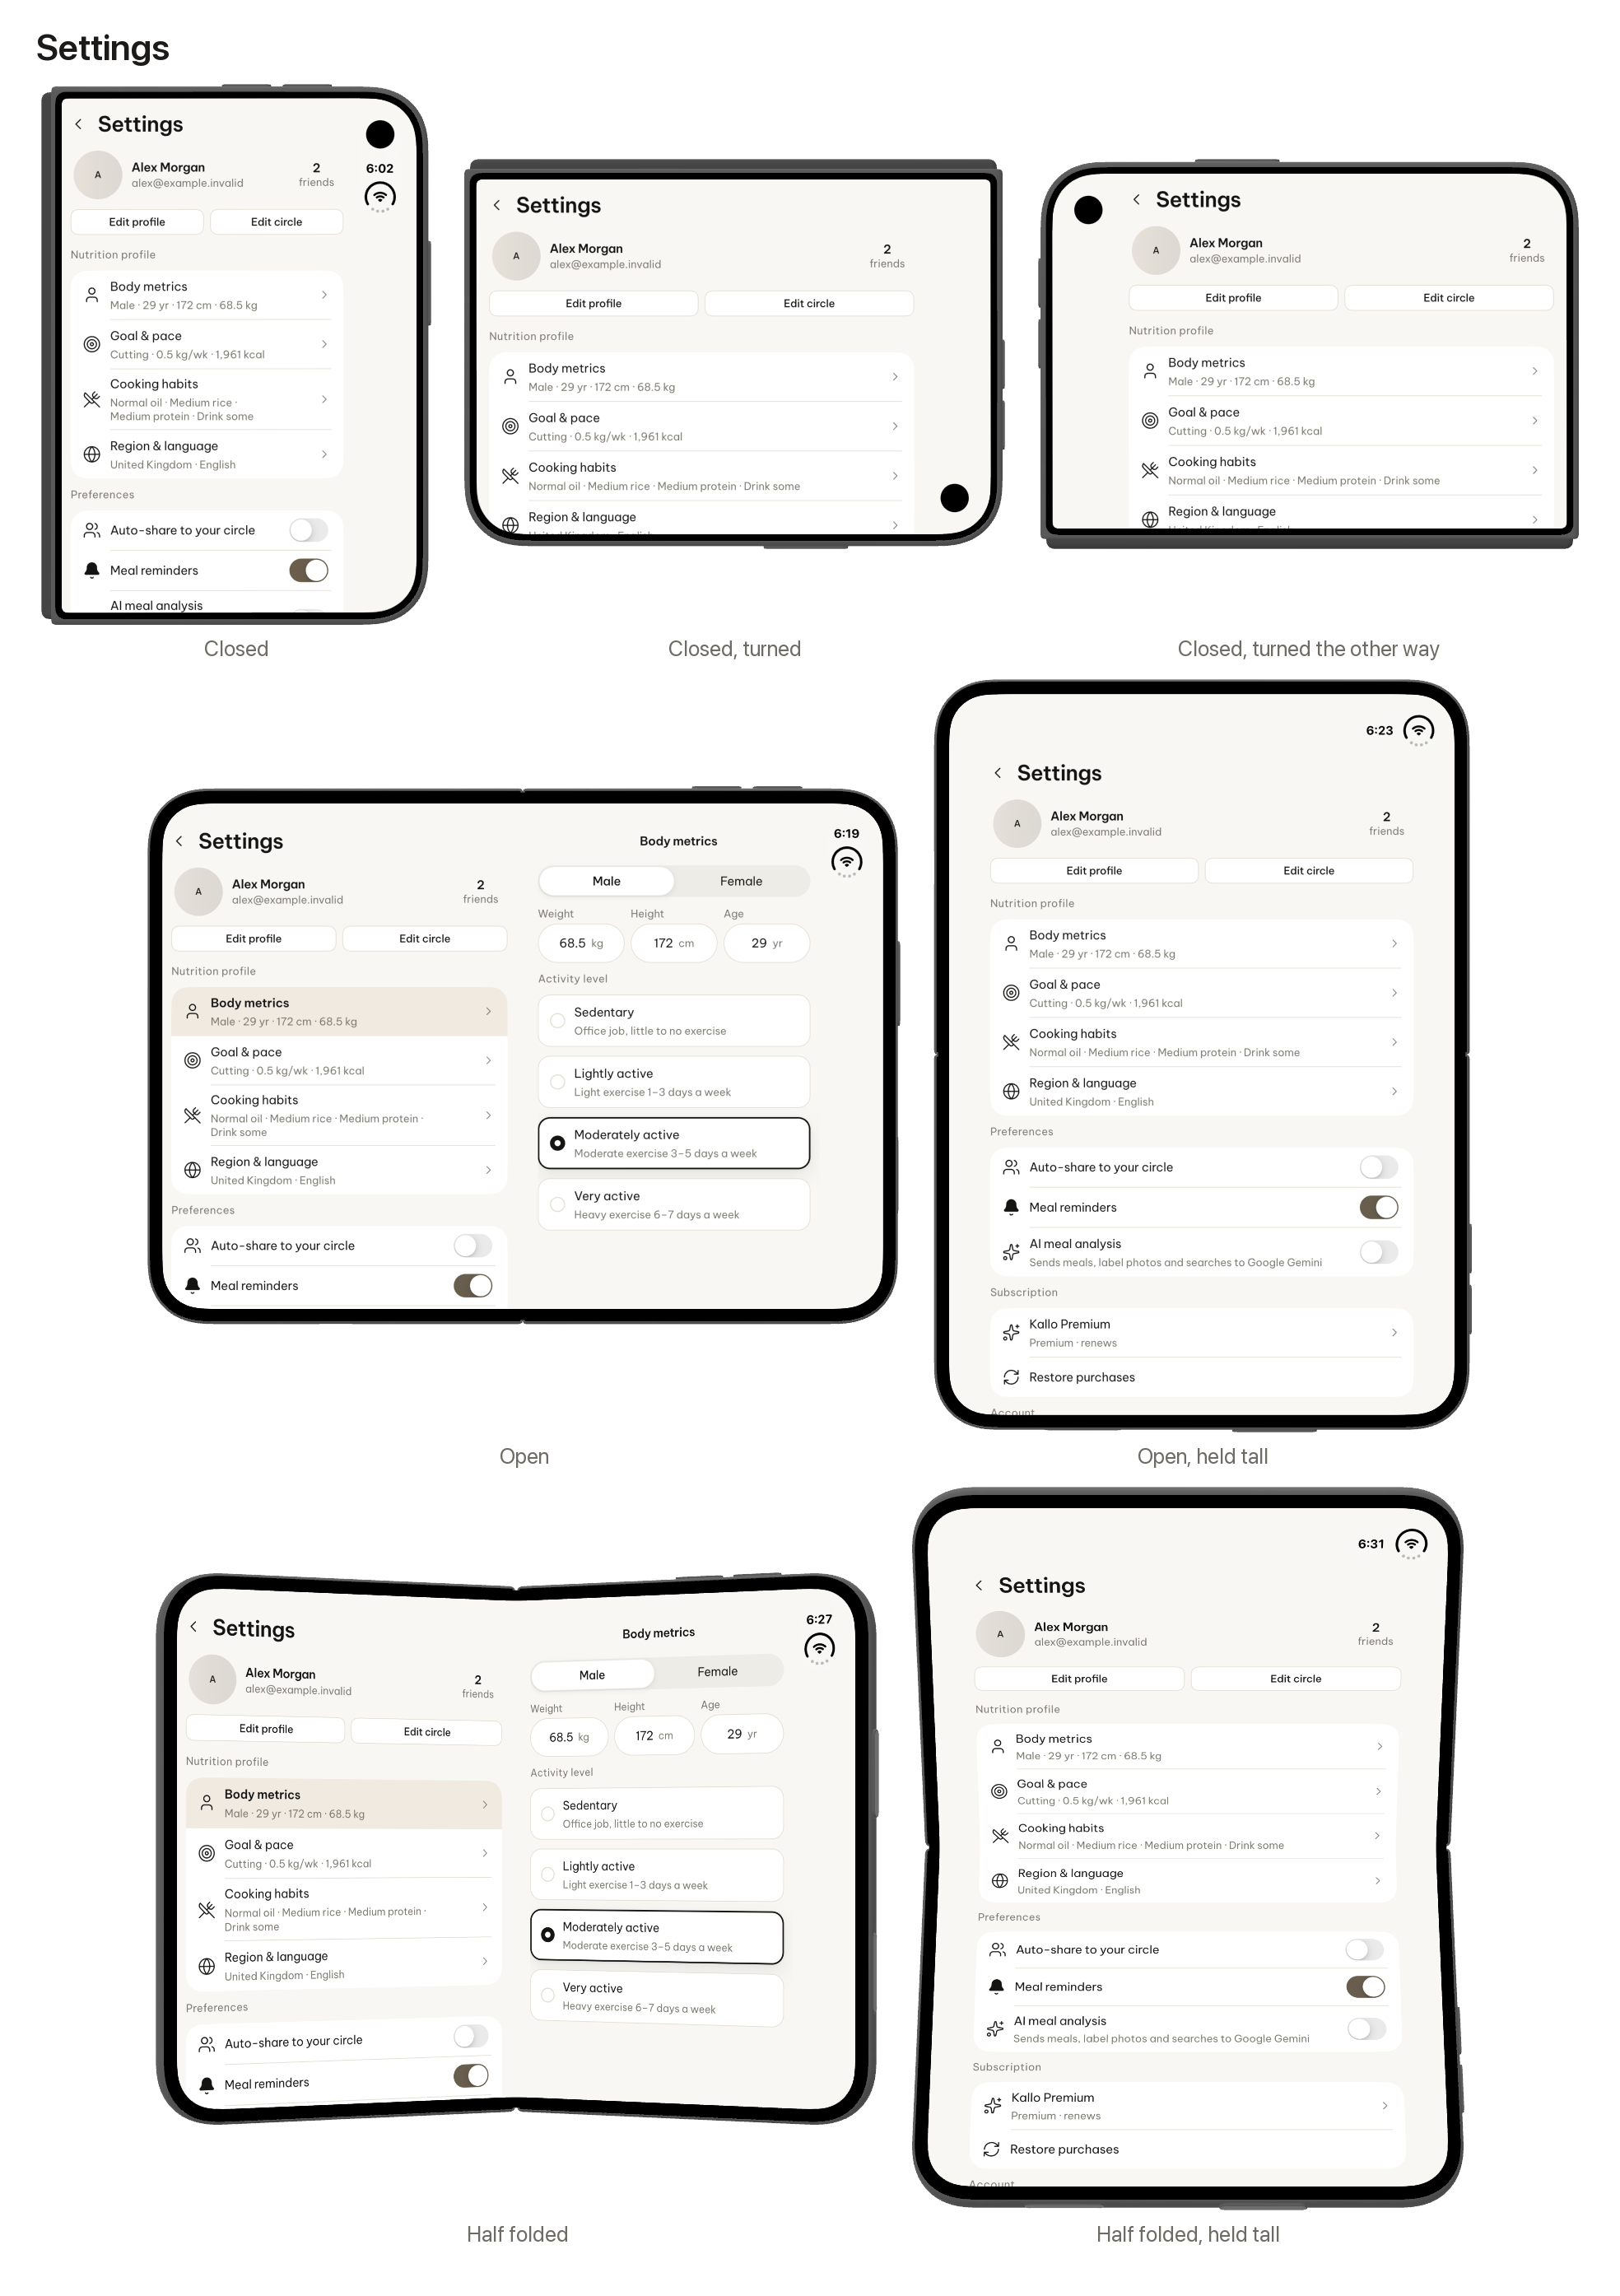 Settings
Settings
Alex Morgan
alex@example.invalid
2
friends
6:02
Edit profile
Edit circle
Nutrition profile
Body metrics
Male · 29 yr · 172 cm · 68.5 kg
Goal & pace
Cutting · 0.5 kg/wk · 1,961 kcal
Cooking habits
Normal oil · Medium rice ·
Medium protein · Drink some
Region & language
United Kingdom · English
Preferences
Auto-share to your circle
Meal reminders
AI meal analysis
Closed
Settings
A
Alex Morgan
alex@example.invalid
2
friends
Edit profile
Edit circle
Nutrition profile
Body metrics
Male · 29 yr · 172 cm · 68.5 kg
Goal & pace
Cutting · 0.5 kg/wk · 1,961 kcal
Cooking habits
Normal oil · Medium rice · Medium protein · Drink some
Region & language
Closed, turned
Settings
A
Alex Morgan
alex@example.invalid
2
friends
Edit profile
Edit circle
Nutrition profile
Body metrics
Male · 29 yr · 172 cm · 68.5 kg
Goal & pace
Cutting · 0.5 kg/wk · 1,961 kcal
Cooking habits
Normal oil · Medium rice · Medium protein · Drink some
Region & language
Closed, turned the other way
Settings
A
Alex Morgan
alex@example.invalid
2
friends
Edit profile
Edit circle
Nutrition profile
Body metrics
Male · 29 yr · 172 cm · 68.5 kg
Goal & pace
Cutting · 0.5 kg/wk · 1,961 kcal
Cooking habits
Normal oil · Medium rice · Medium protein ·
Drink some
Region & language
United Kingdom · English
Preferences
Auto-share to your circle
Meal reminders
Body metrics
6:19
Male
Female
Weight
Height
Age
68.5 kg
172 cm
29 yr
Activity level
Sedentary
Office job, little to no exercise
Lightly active
Light exercise 1–3 days a week
Moderately active
Moderate exercise 3–5 days a week
Very active
Heavy exercise 6–7 days a week
Open
6:23
Settings
A
Alex Morgan
alex@example.invalid
2
friends
Edit profile
Edit circle
Nutrition profile
Body metrics
Male · 29 yr · 172 cm · 68.5 kg
Goal & pace
Cutting · 0.5 kg/wk · 1,961 kcal
Cooking habits
Normal oil · Medium rice · Medium protein · Drink some
Region & language
United Kingdom · English
Preferences
Auto-share to your circle
Meal reminders
AI meal analysis
Sends meals, label photos and searches to Google Gemini
Subscription
Kallo Premium
Premium · renews
Restore purchases
Account
Open, held tall
Settings
A
Alex Morgan
alex@example.invalid
2
friends
Edit profile
Edit circle
Nutrition profile
Body metrics
Male · 29 yr · 172 cm · 68.5 kg
Goal & pace
Cutting · 0.5 kg/wk · 1,961 kcal
Cooking habits
Normal oil · Medium rice · Medium protein ·
Drink some
Region & language
United Kingdom · English
Preferences
Auto-share to your circle
Meal reminders
Body metrics
6:27
Male
Female
Weight
Height
Age
68.5 kg
172 cm
29 yr
Activity level
Sedentary
Office job, little to no exercise
Lightly active
Light exercise 1–3 days a week
Moderately active
Moderate exercise 3–5 days a week
Very active
Heavy exercise 6–7 days a week
Half folded
6:31
Settings
A
Alex Morgan
alex@example.invalid
2
friends
Edit profile
Edit circle
Nutrition profile
Body metrics
Male · 29 yr · 172 cm · 68.5 kg
Goal & pace
Cutting · 0.5 kg/wk · 1,961 kcal
Cooking habits
Normal oil · Medium rice · Medium protein · Drink some
Region & language
United Kingdom · English
Preferences
Auto-share to your circle
Meal reminders
AI meal analysis
Sends meals, label photos and searches to Google Gemini
Subscription
Kallo Premium
Premium · renews
Restore purchases
Account
Half folded, held tall